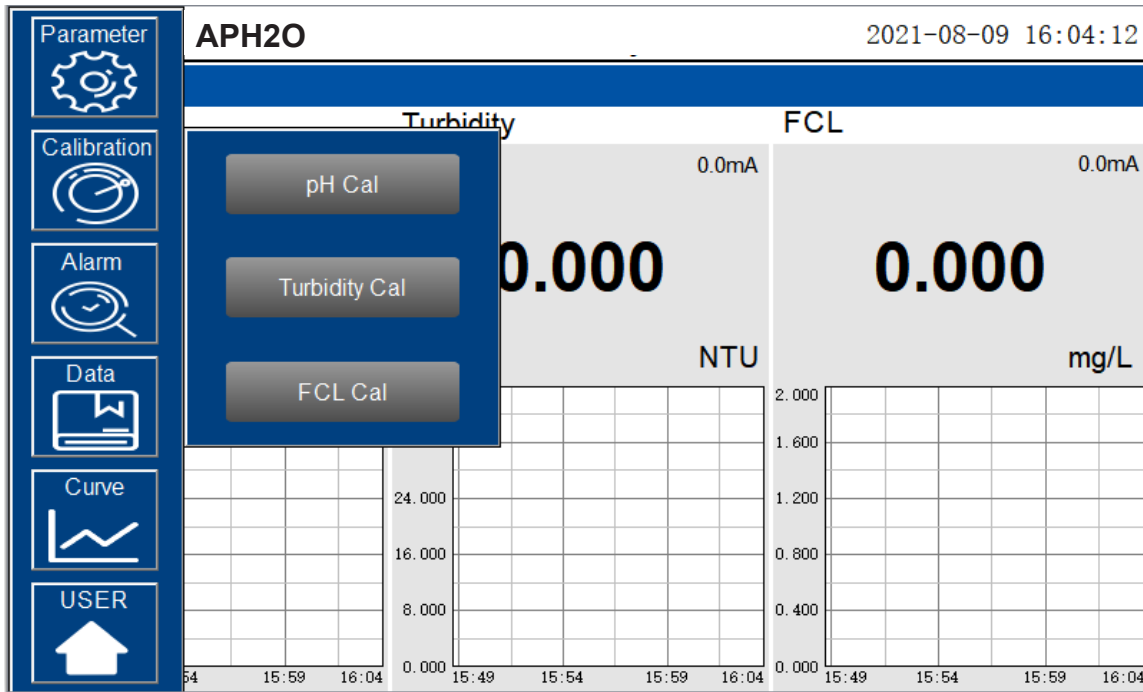 Parameter
APH2O
2021-08-09 16:04:12
Calibration
Alarm
Data
Curve
USER
pH Cal
Turbidity Cal
FCL Cal
Turbidity
0.0mA
0.000
NTU
FCL
0.0mA
0.000
mg/L
54 15:59 16:04
24.000
16.000
8.000
0.000
15:49 15:54 15:59 16:04
2.000
1.600
1.200
0.800
0.400
0.000
15:49 15:54 15:59 16:04